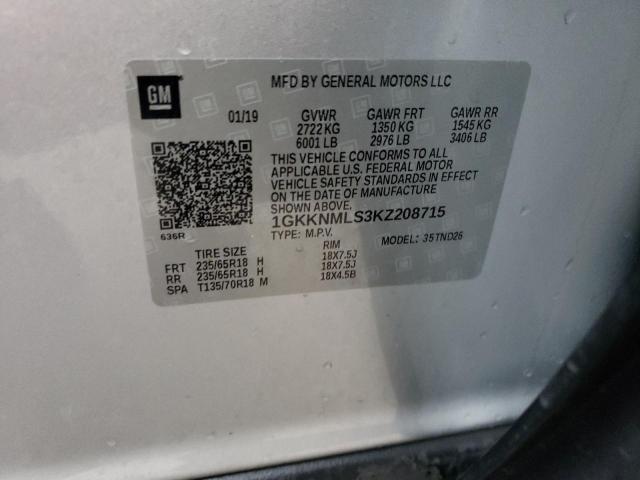 GM
MFD BY GENERAL MOTORS LLC
01/19 GVWR GAWR FRT GAWR RR
2722 KG 1350 KG 1545 KG
6001 LB 2976 LB 3406 LB
THIS VEHICLE CONFORMS TO ALL
APPLICABLE U.S. FEDERAL MOTOR
VEHICLE SAFETY STANDARDS IN EFFECT
ON THE DATE OF MANUFACTURE
SHOWN ABOVE.
1GKKNMLS3KZ208715
636R
TYPE: M.P.V. MODEL: 35TND26
TIRE SIZE RIM
FRT 235/65R18 H 18X7.5J
RR 235/65R18 H 18X7.5J
SPA T135/70R18 M 18X4.5B